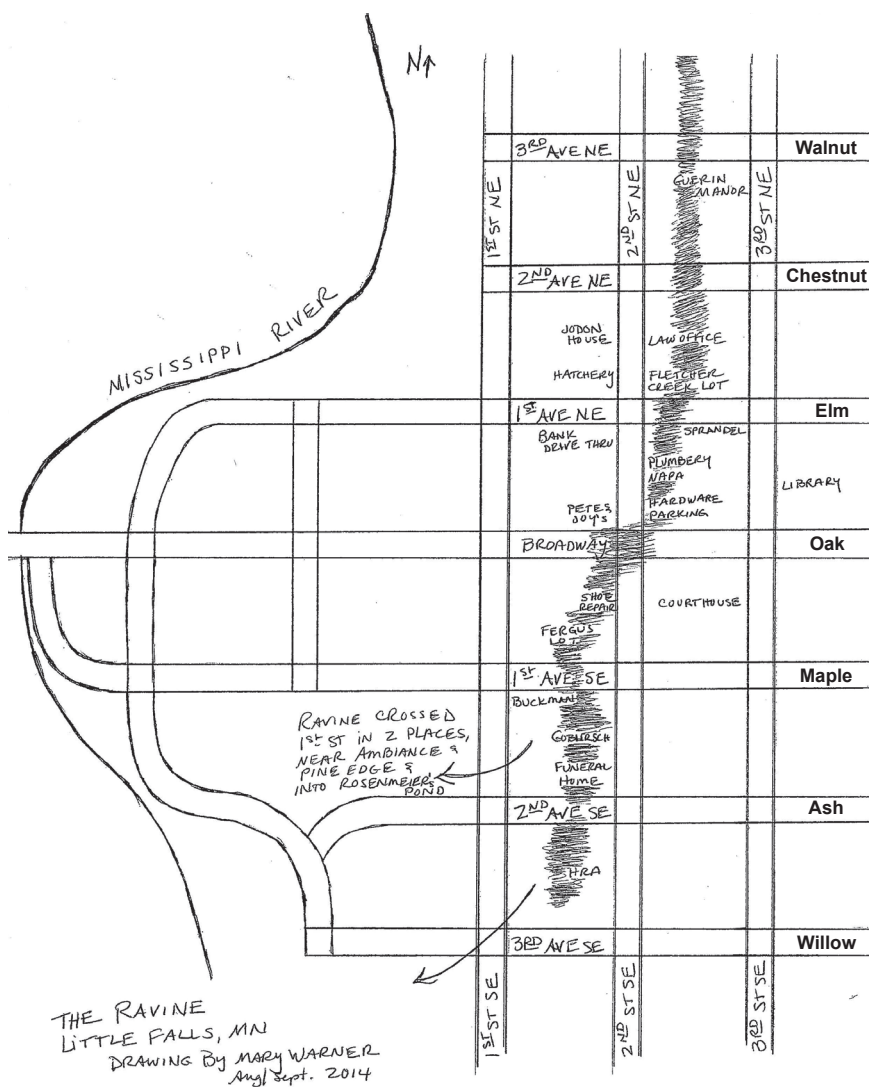 N↑
3RD AVE NE
Walnut
1ST ST NE
2ND ST NE
3RD ST NE
GUERIN
MANOR
2ND AVE NE
Chestnut
MISSISSIPPI RIVER
JODON
HOUSE
LAW OFFICE
HATCHERY
FLETCHER
CREEK LOT
1ST AVE NE
Elm
BANK
DRIVE THRU
SPRANDEL
PLUMBERY
NAPA
LIBRARY
PETE &
JOY'S
HARDWARE
PARKING
BROADWAY
Oak
SHOE
REPAIR
COURTHOUSE
FERGUS
LOT
1ST AVE SE
Maple
BUCKMAN
RAVINE CROSSED
1ST ST IN 2 PLACES,
NEAR AMBIANCE &
PINE EDGE &
INTO ROSENMEIER'S
POND
FUNERAL
HOME
2ND AVE SE
Ash
HRA
3RD AVE SE
Willow
1ST ST SE
2ND ST SE
3RD ST SE
THE RAVINE
LITTLE FALLS, MN
DRAWING BY MARY WARNER
Aug/Sept. 2014